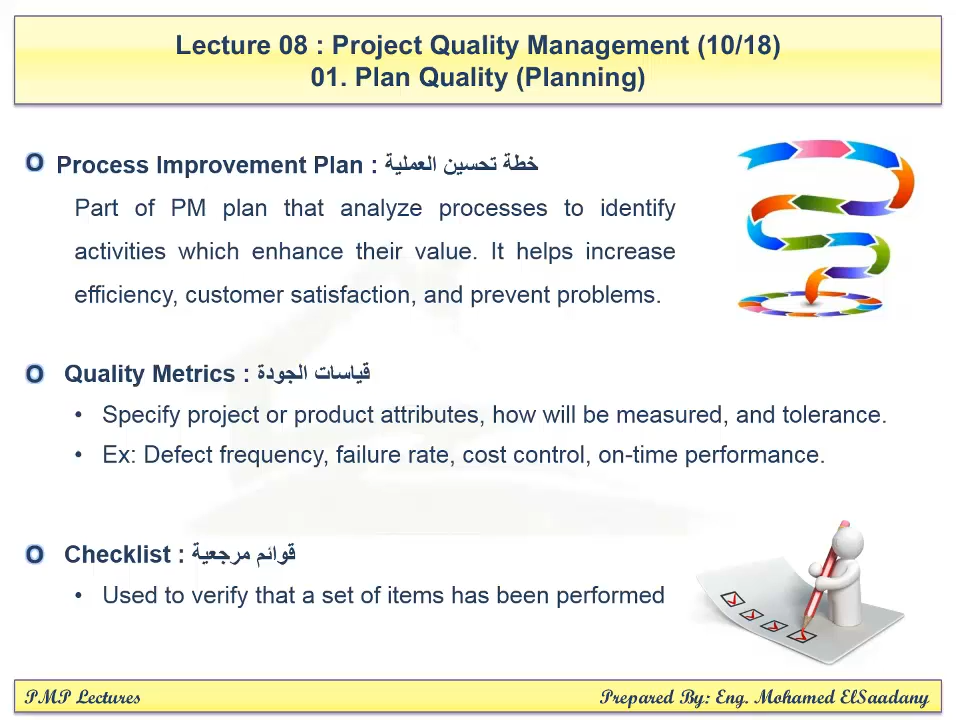 Lecture 08 : Project Quality Management (10/18)
01. Plan Quality (Planning)
Process Improvement Plan : خطة تحسين العملية
Part of PM plan that analyze processes to identify
activities which enhance their value. It helps increase
efficiency, customer satisfaction, and prevent problems.
Quality Metrics : قياسات الجودة
• Specify project or product attributes, how will be measured, and tolerance.
• Ex: Defect frequency, failure rate, cost control, on-time performance.
Checklist : قوائم مرجعية
• Used to verify that a set of items has been performed
PMP Lectures
Prepared By: Eng. Mohamed ElSaadany